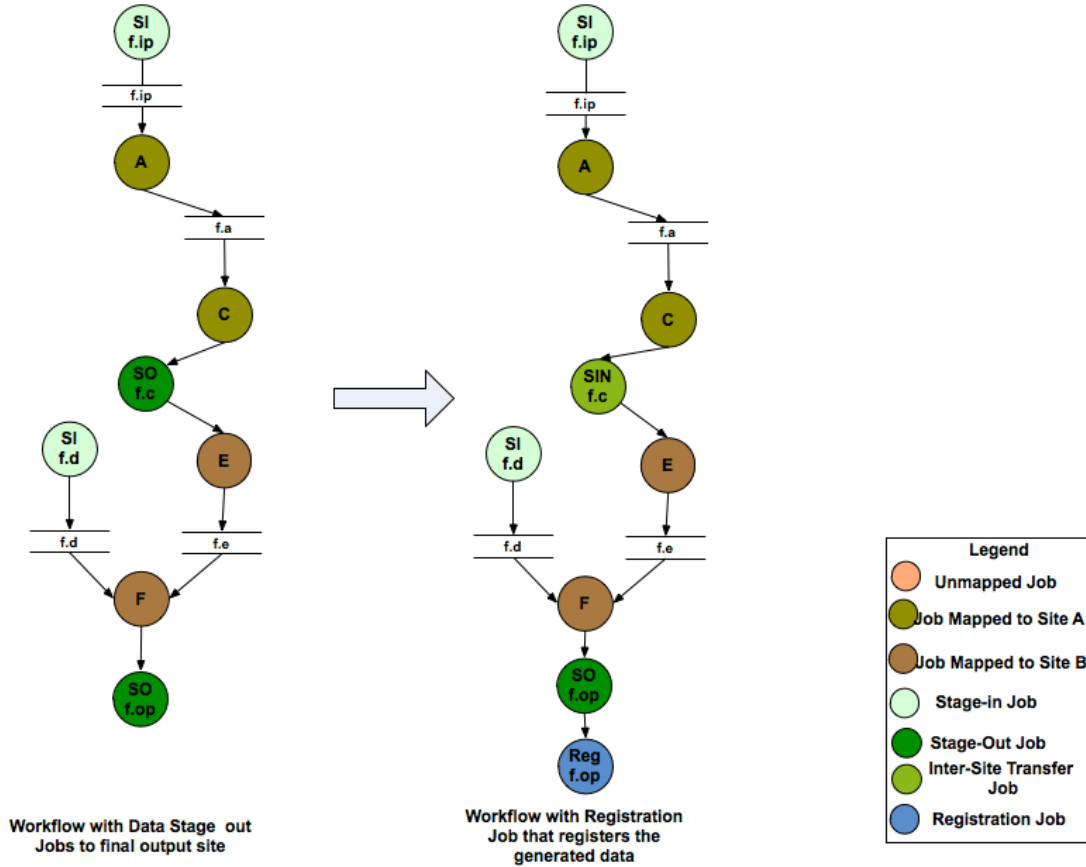 SI
f.ip
f.ip
A
f.a
C
SO
f.c
SI
f.d
E
f.d
f.e
F
SO
f.op
Workflow with Data Stage out
Jobs to final output site
SI
f.ip
f.ip
A
f.a
C
SIN
f.c
SI
f.d
E
f.d
f.e
F
SO
f.op
Reg
f.op
Workflow with Registration
Job that registers the
generated data
Legend
Unmapped Job
Job Mapped to Site A
Job Mapped to Site B
Stage-in Job
Stage-Out Job
Inter-Site Transfer
Job
Registration Job